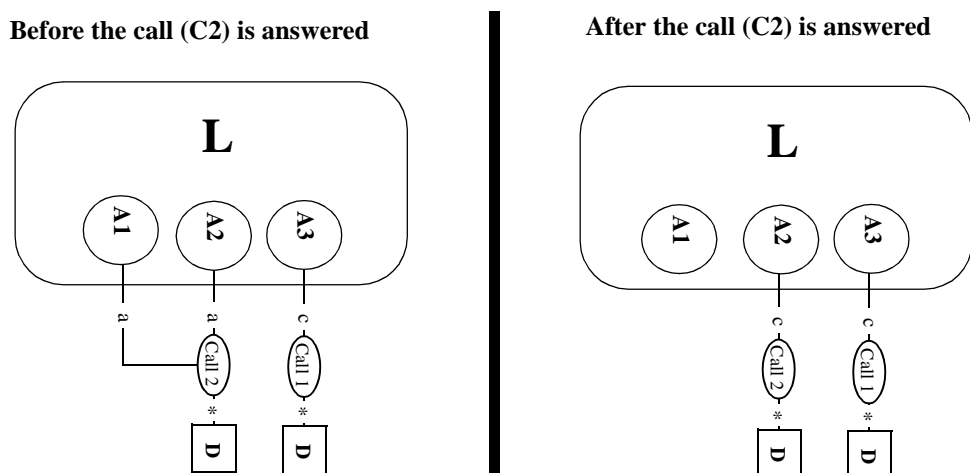 Before the call (C2) is answered
After the call (C2) is answered
L
A1
A2
A3
a
a
c
Call 2
Call 1
*
*
D
D
L
A1
A2
A3
c
c
Call 2
Call 1
*
*
D
D